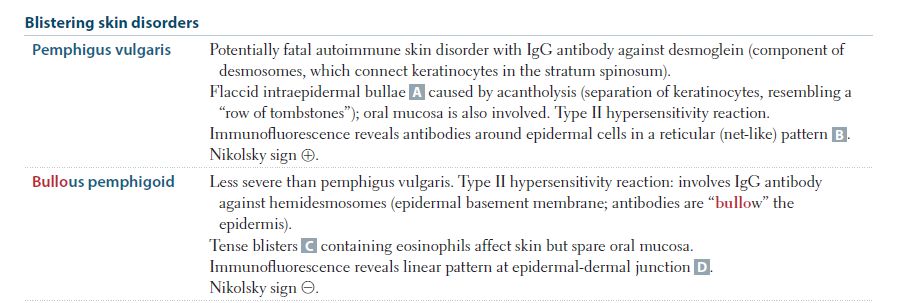 Blistering skin disorders
Pemphigus vulgaris
Potentially fatal autoimmune skin disorder with IgG antibody against desmoglein (component of
desmosomes, which connect keratinocytes in the stratum spinosum).
Flaccid intraepidermal bullae A caused by acantholysis (separation of keratinocytes, resembling a
“row of tombstones”); oral mucosa is also involved. Type II hypersensitivity reaction.
Immunofluorescence reveals antibodies around epidermal cells in a reticular (net-like) pattern B.
Nikolsky sign ⊕.
Bullous pemphigoid
Less severe than pemphigus vulgaris. Type II hypersensitivity reaction: involves IgG antibody
against hemidesmosomes (epidermal basement membrane; antibodies are “bullow” the
epidermis).
Tense blisters C containing eosinophils affect skin but spare oral mucosa.
Immunofluorescence reveals linear pattern at epidermal-dermal junction D.
Nikolsky sign ⊖.